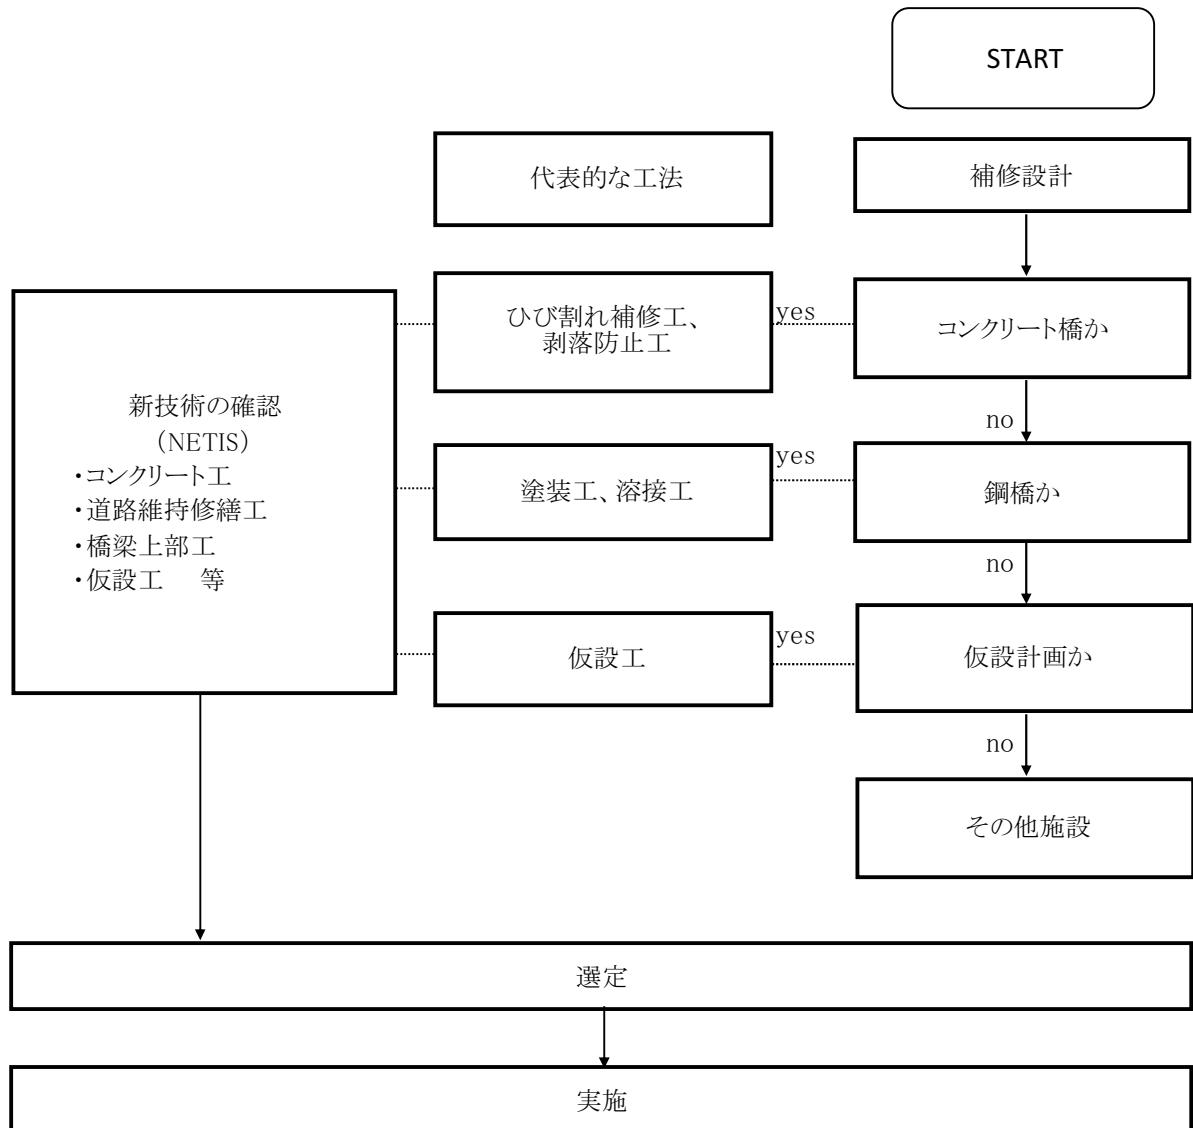 START
代表的な工法
補修設計
ひび割れ補修工、
剥落防止工
yes
コンクリート橋か
新技術の確認
（NETIS）
・コンクリート工
・道路維持修繕工
・橋梁上部工
・仮設工　等
no
塗装工、溶接工
yes
鋼橋か
no
仮設工
yes
仮設計画か
no
その他施設
選定
実施